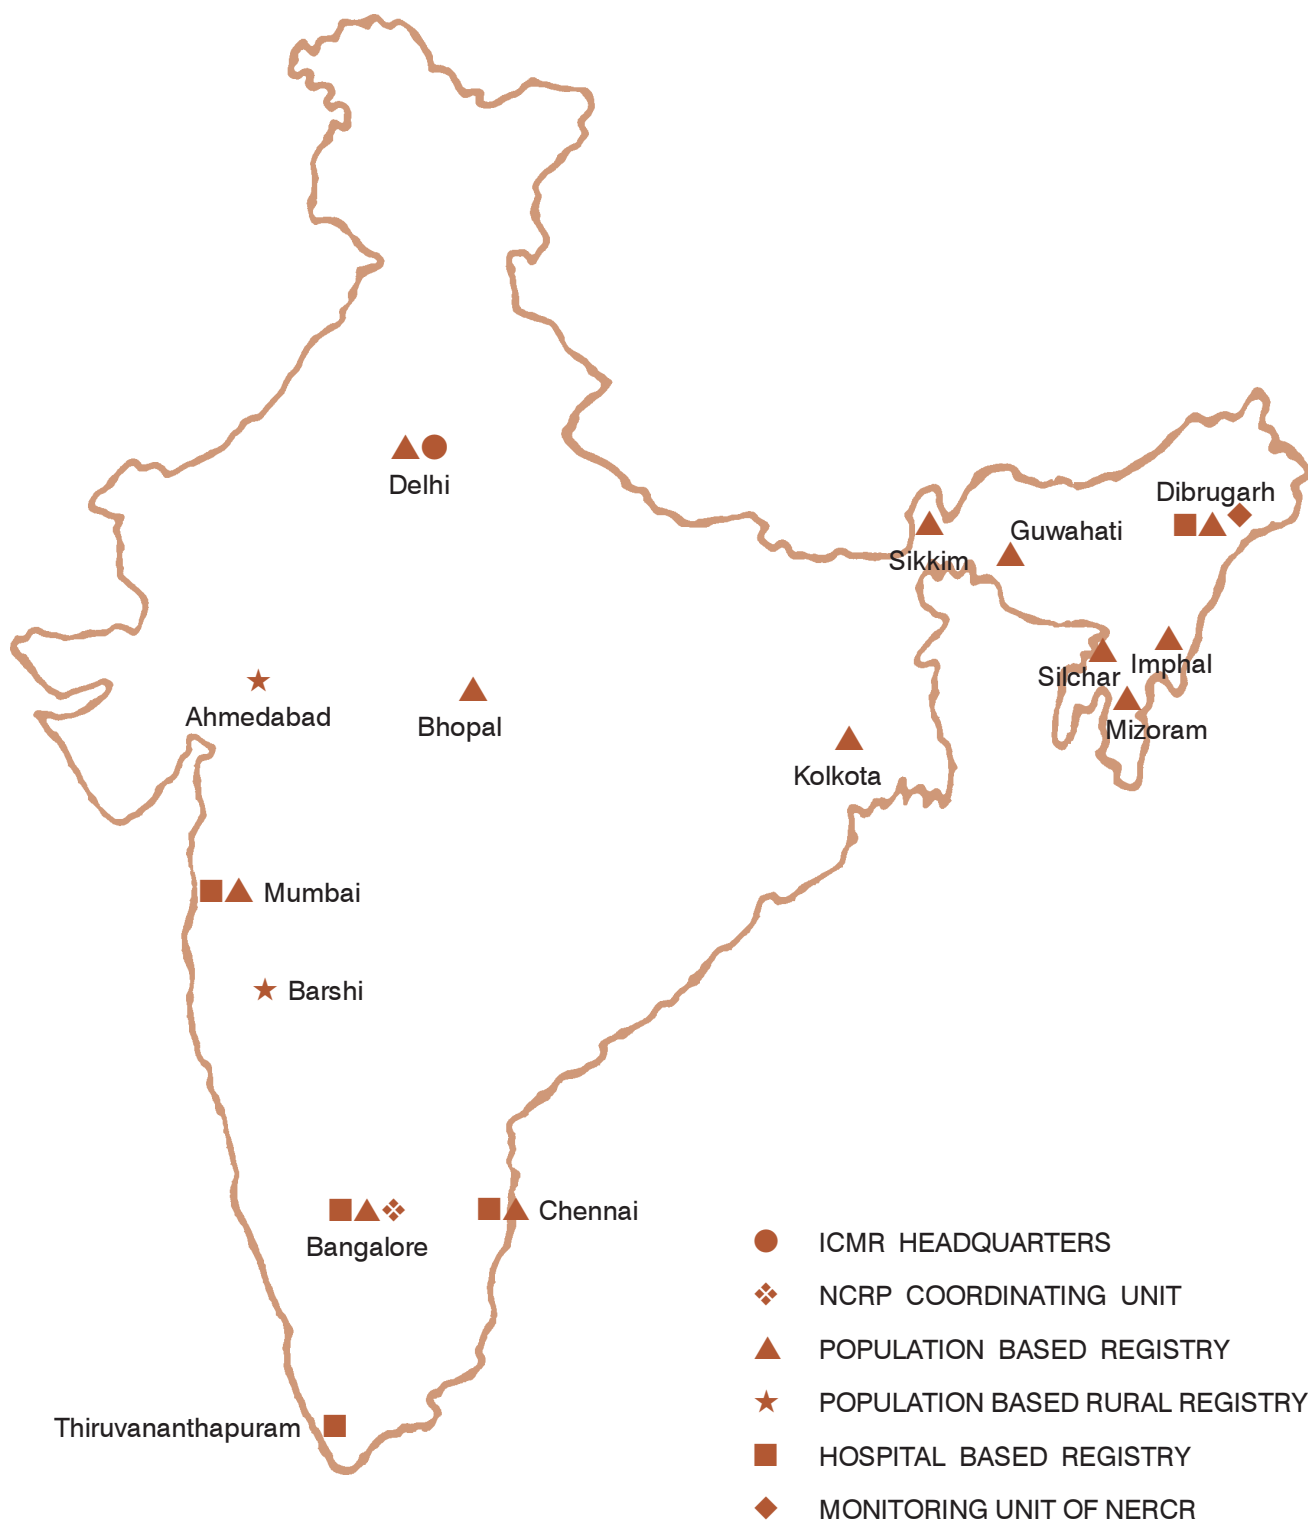 Delhi
Dibrugarh
Guwahati
Sikkim
Imphal
Silchar
Ahmedabad
Bhopal
Mizoram
Kolkota
Mumbai
Barshi
Chennai
Bangalore
ICMR HEADQUARTERS
NCRP COORDINATING UNIT
POPULATION BASED REGISTRY
POPULATION BASED RURAL REGISTRY
Thiruvananthapuram
HOSPITAL BASED REGISTRY
MONITORING UNIT OF NERCR